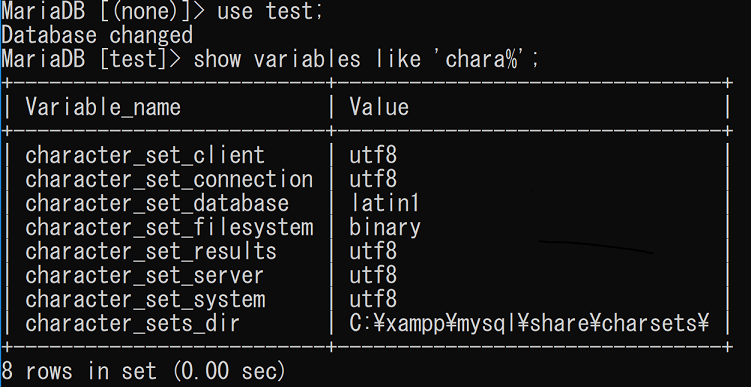 MariaDB [(none)]> use test;
Database changed
MariaDB [test]> show variables like 'chara%';
+--------------------------+--------------------------------+
| Variable_name            | Value                          |
+--------------------------+--------------------------------+
| character_set_client     | utf8                           |
| character_set_connection | utf8                           |
| character_set_database   | latin1                         |
| character_set_filesystem | binary                         |
| character_set_results    | utf8                           |
| character_set_server     | utf8                           |
| character_set_system     | utf8                           |
| character_sets_dir       | C:¥xampp¥mysql¥share¥charsets¥ |
+--------------------------+--------------------------------+
8 rows in set (0.00 sec)